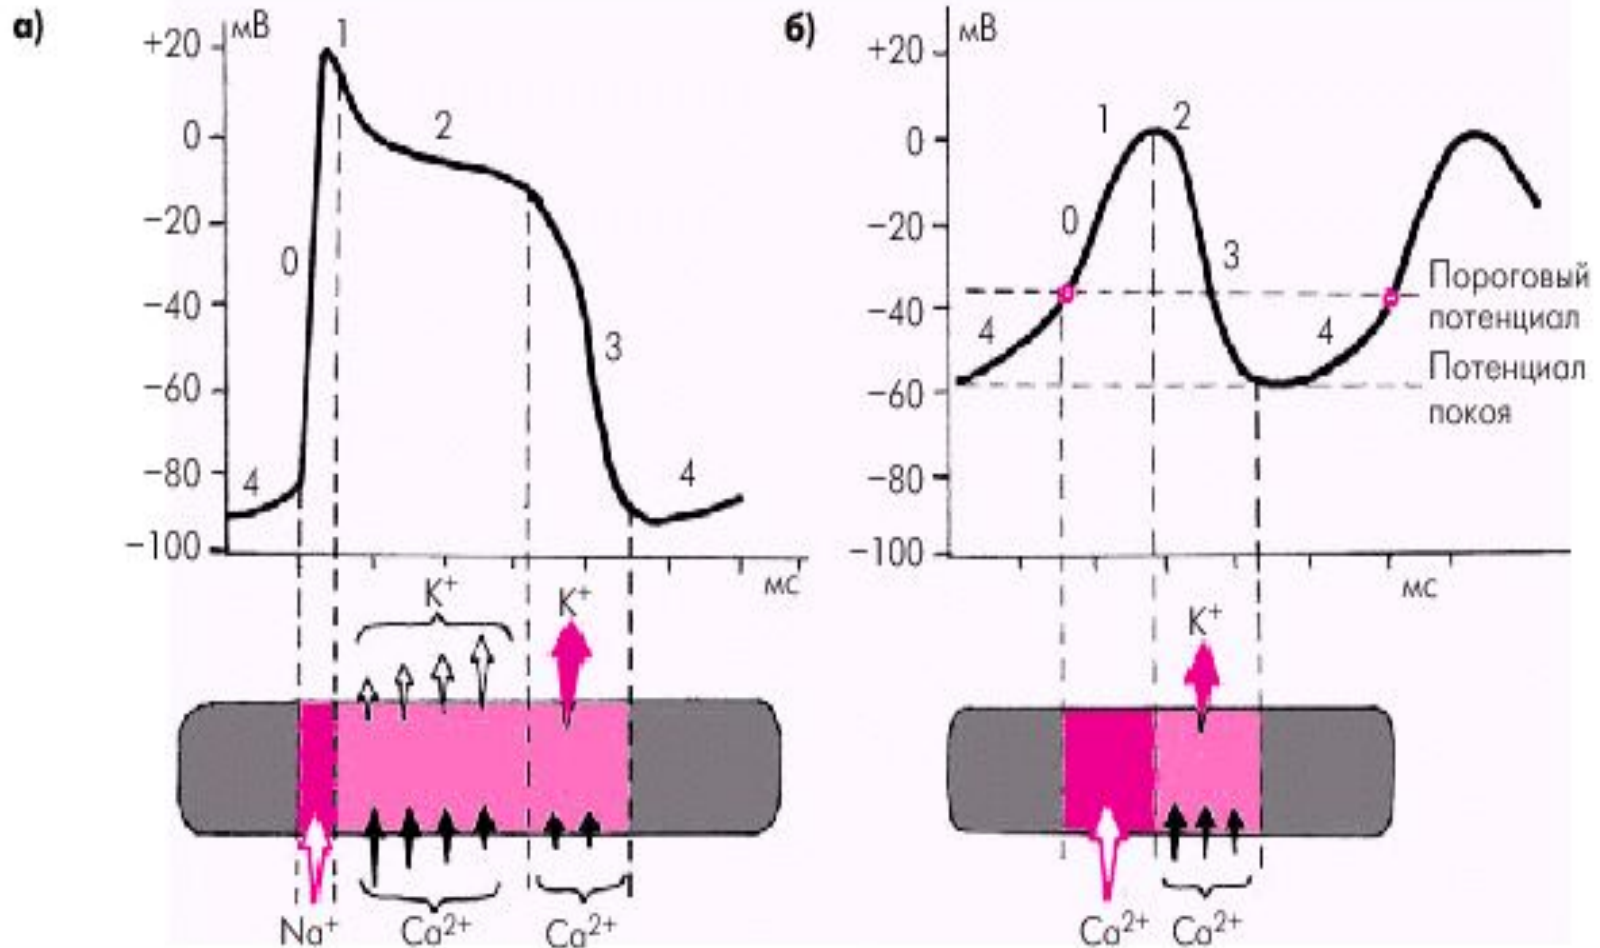 а)
мВ
1
+20
0
−20
−40
−60
−80
−100
2
0
3
4
4
мс
K⁺
K⁺
Na⁺
Ca²⁺
Ca²⁺
б)
мВ
+20
0
−20
−40
−60
−80
−100
1
2
0
3
4
4
Пороговый
потенциал
Потенциал
покоя
мс
K⁺
Ca²⁺
Ca²⁺